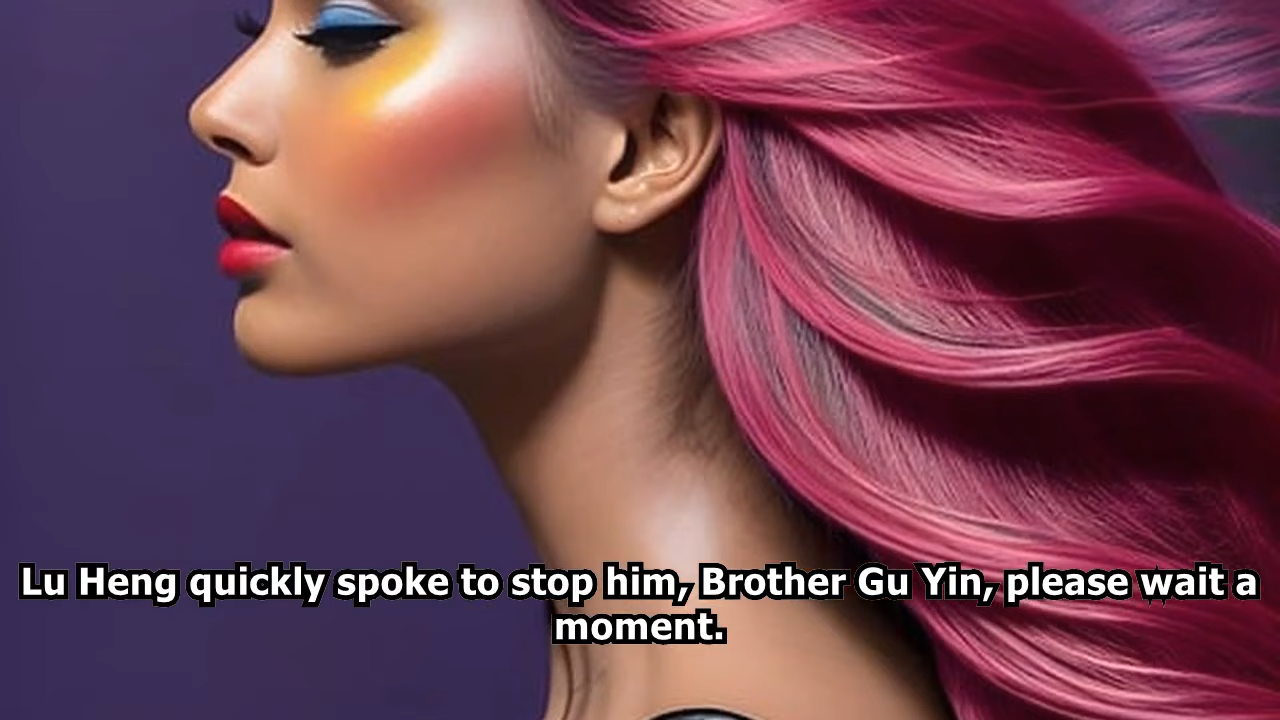 Lu Heng quickly spoke to stop him, Brother Gu Yin, please wait a
moment.